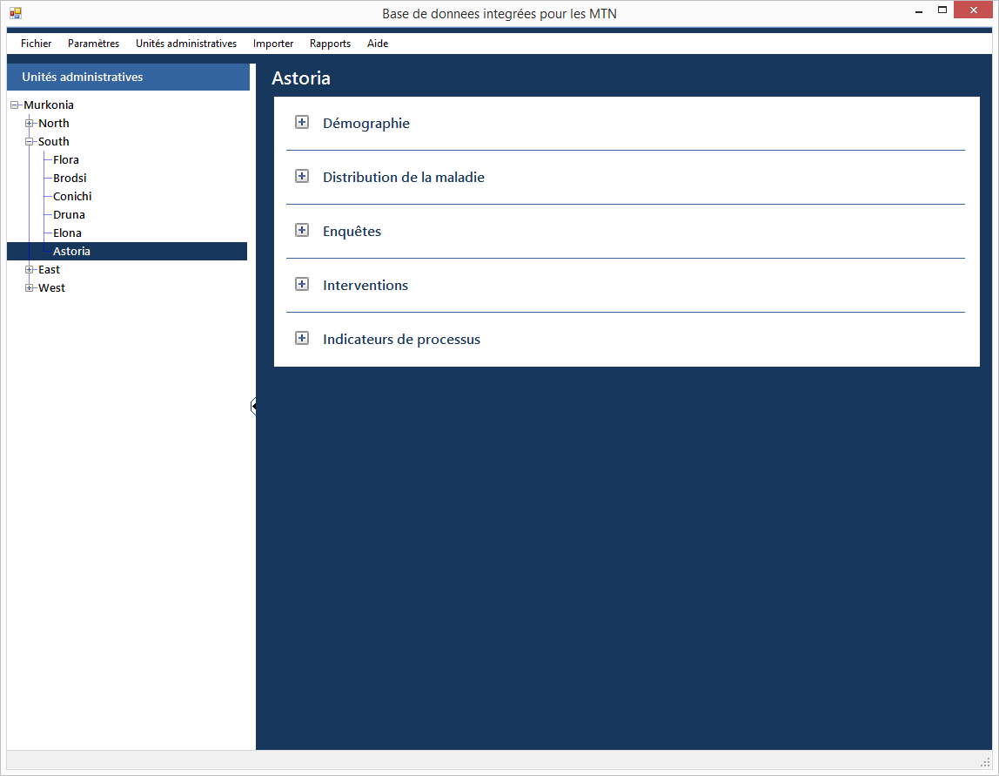 Base de donnees integrées pour les MTN
Fichier Paramètres Unités administratives Importer Rapports Aide
Unités administratives
Murkonia
North
South
Flora
Brodsi
Conichi
Druna
Elona
Astoria
East
West
Astoria
Démographie
Distribution de la maladie
Enquêtes
Interventions
Indicateurs de processus